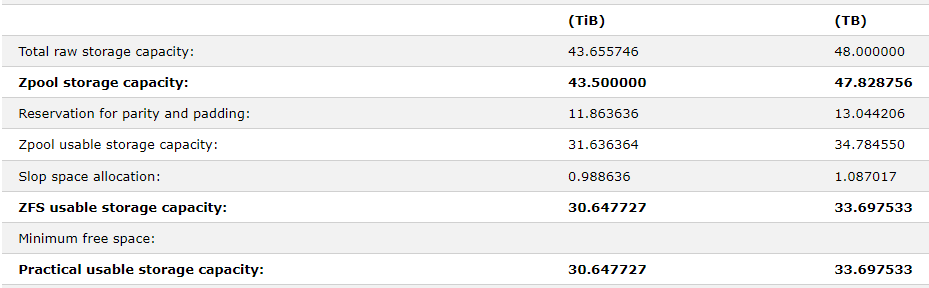 (TiB) (TB)
Total raw storage capacity: 43.655746 48.000000
Zpool storage capacity: 43.500000 47.828756
Reservation for parity and padding: 11.863636 13.044206
Zpool usable storage capacity: 31.636364 34.784550
Slop space allocation: 0.988636 1.087017
ZFS usable storage capacity: 30.647727 33.697533
Minimum free space:
Practical usable storage capacity: 30.647727 33.697533